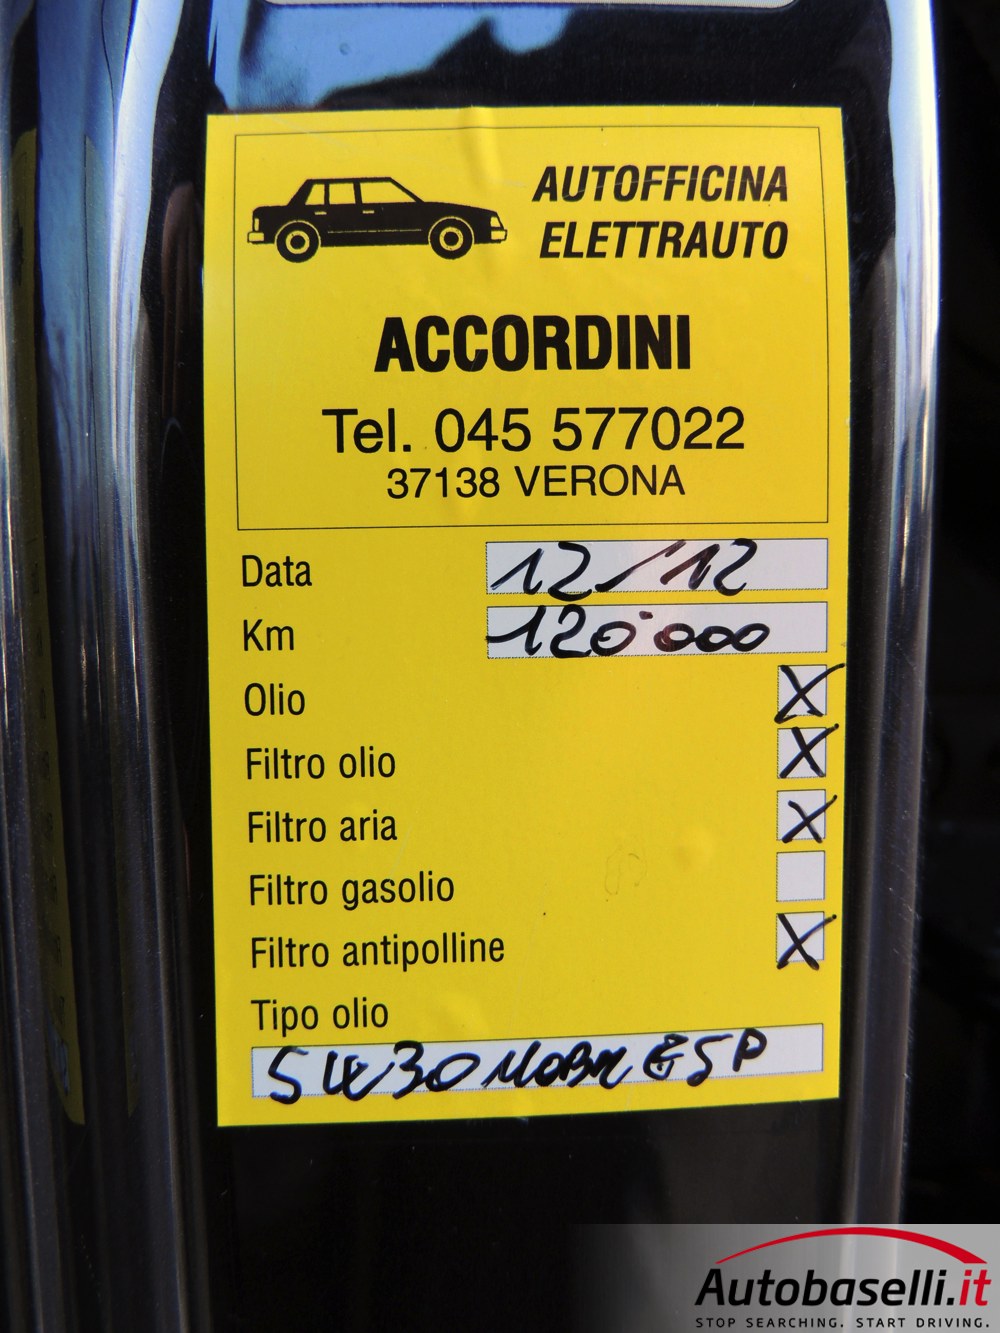 AUTOFFICINA
ELETTRAUTO
ACCORDINI
Tel. 045 577022
37138 VERONA
Data 12/12
Km 120'000
Olio X
Filtro olio X
Filtro aria X
Filtro gasolio
Filtro antipolline X
Tipo olio
5W30 MOBIL ESP
Autobaselli.it
STOP SEARCHING. START DRIVING.